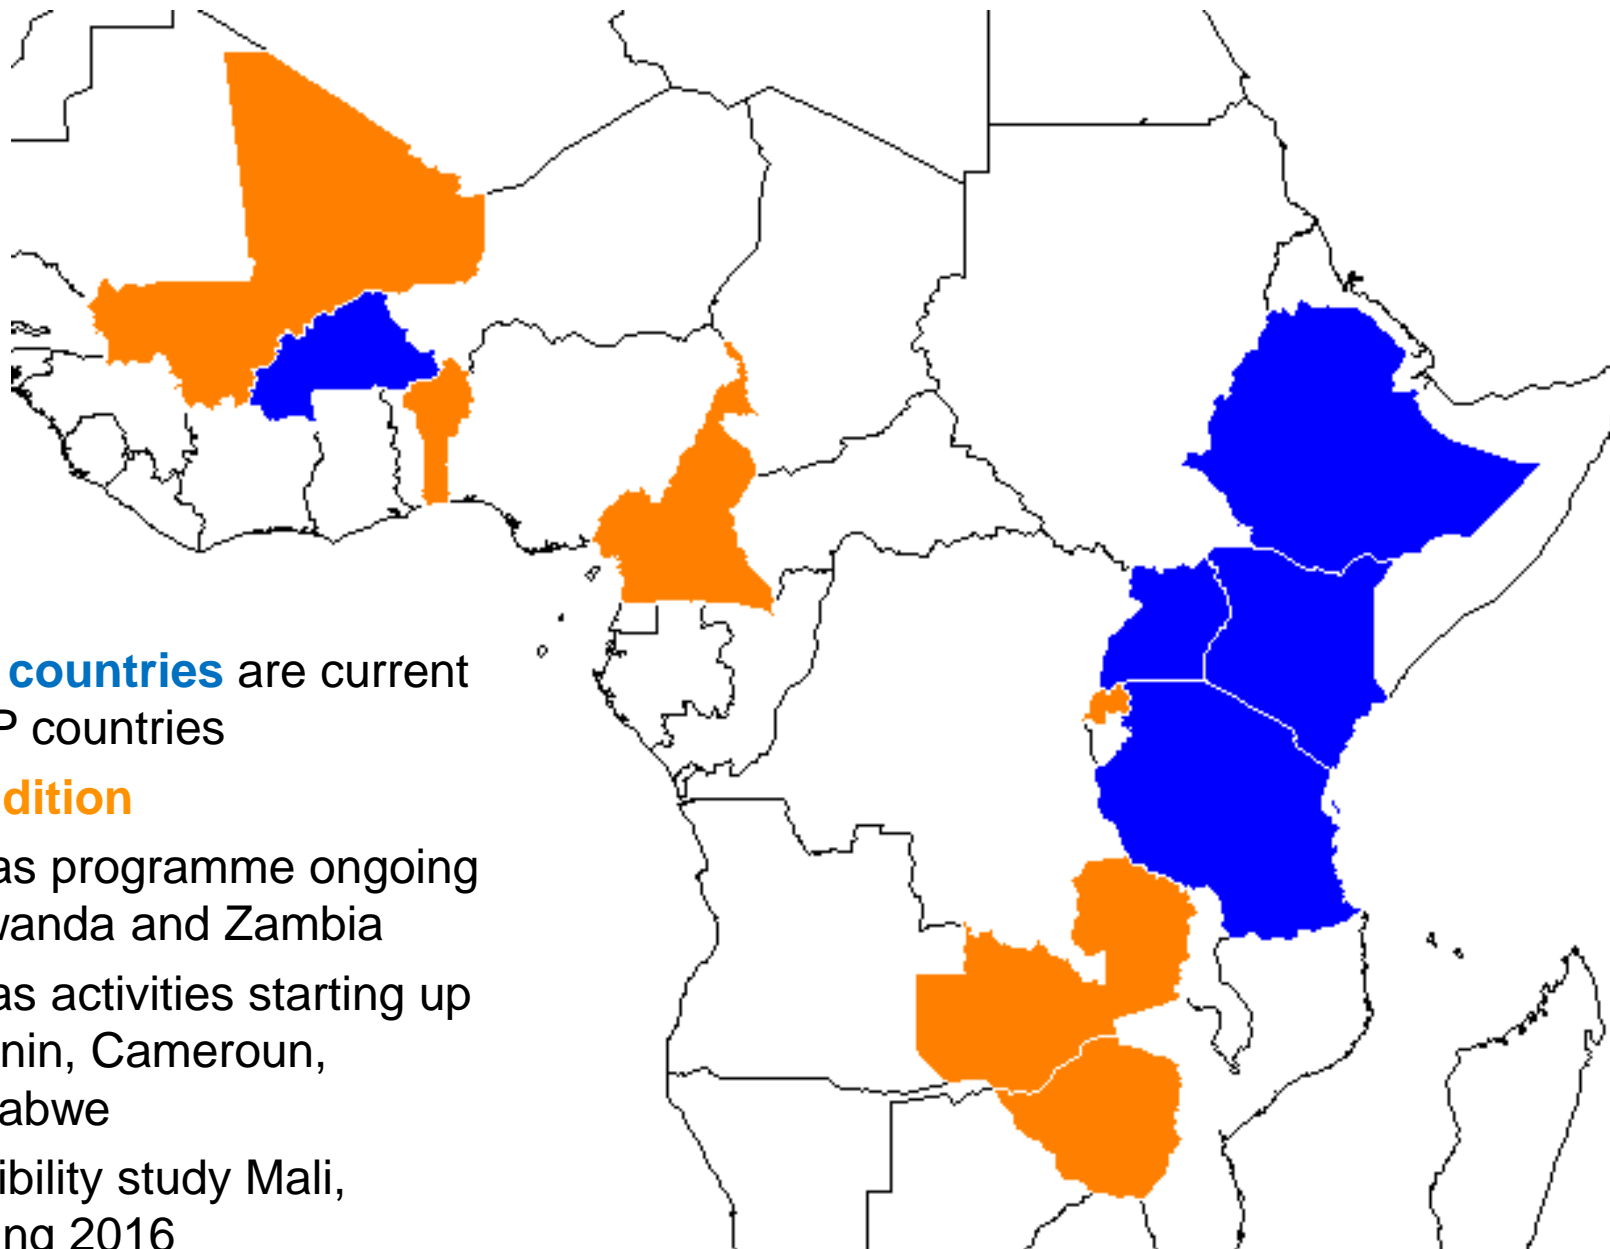 countries are current
P countries
dition
as programme ongoing
wanda and Zambia
as activities starting up
nin, Cameroun,
abwe
ibility study Mali,
ng 2016